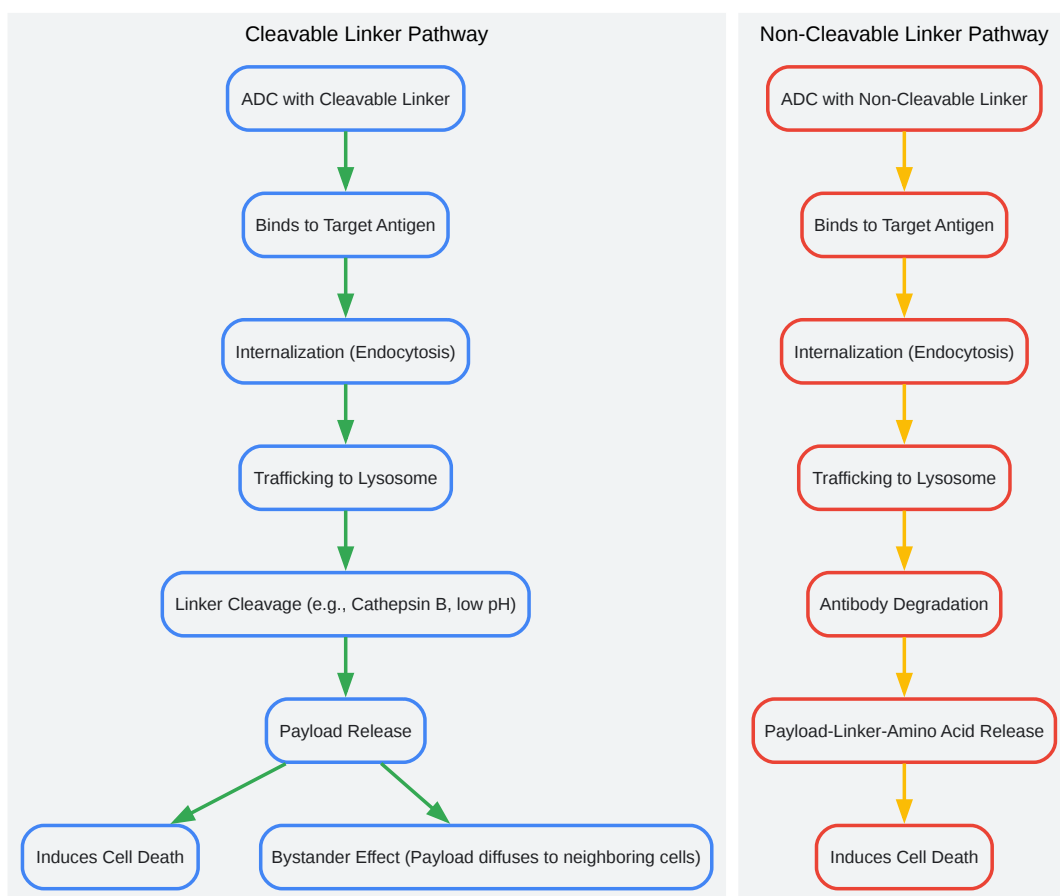 Cleavable Linker Pathway
ADC with Cleavable Linker
Binds to Target Antigen
Internalization (Endocytosis)
Trafficking to Lysosome
Linker Cleavage (e.g., Cathepsin B, low pH)
Payload Release
Induces Cell Death
Bystander Effect (Payload diffuses to neighboring cells)
Non-Cleavable Linker Pathway
ADC with Non-Cleavable Linker
Binds to Target Antigen
Internalization (Endocytosis)
Trafficking to Lysosome
Antibody Degradation
Payload-Linker-Amino Acid Release
Induces Cell Death